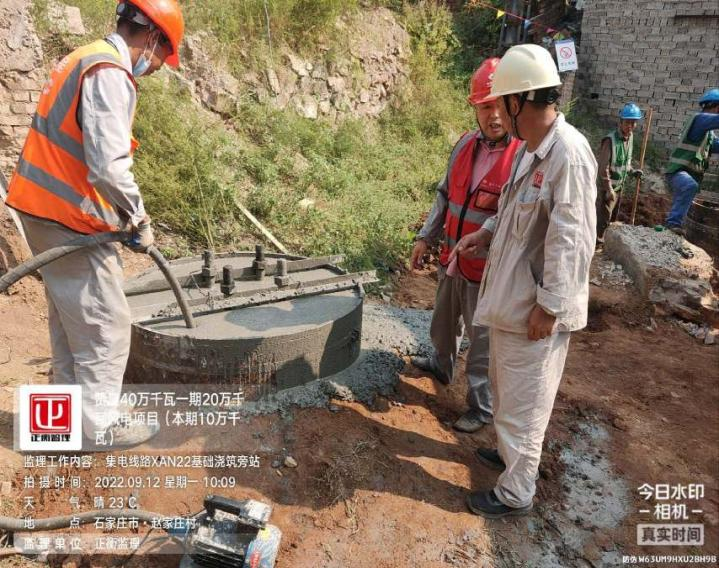 正衡监理
40万千瓦一期20万千
风电项目（本期10万千
瓦）
监理工作内容：集电线路XAN22基础浇筑旁站
拍摄时间：2022.09.12 星期一 10:09
天气：晴 23℃
地点：石家庄市·赵家庄村
监理单位：正衡监理
今日水印
-相机-
真实时间
防伪 W63UM9HXU2BH9B